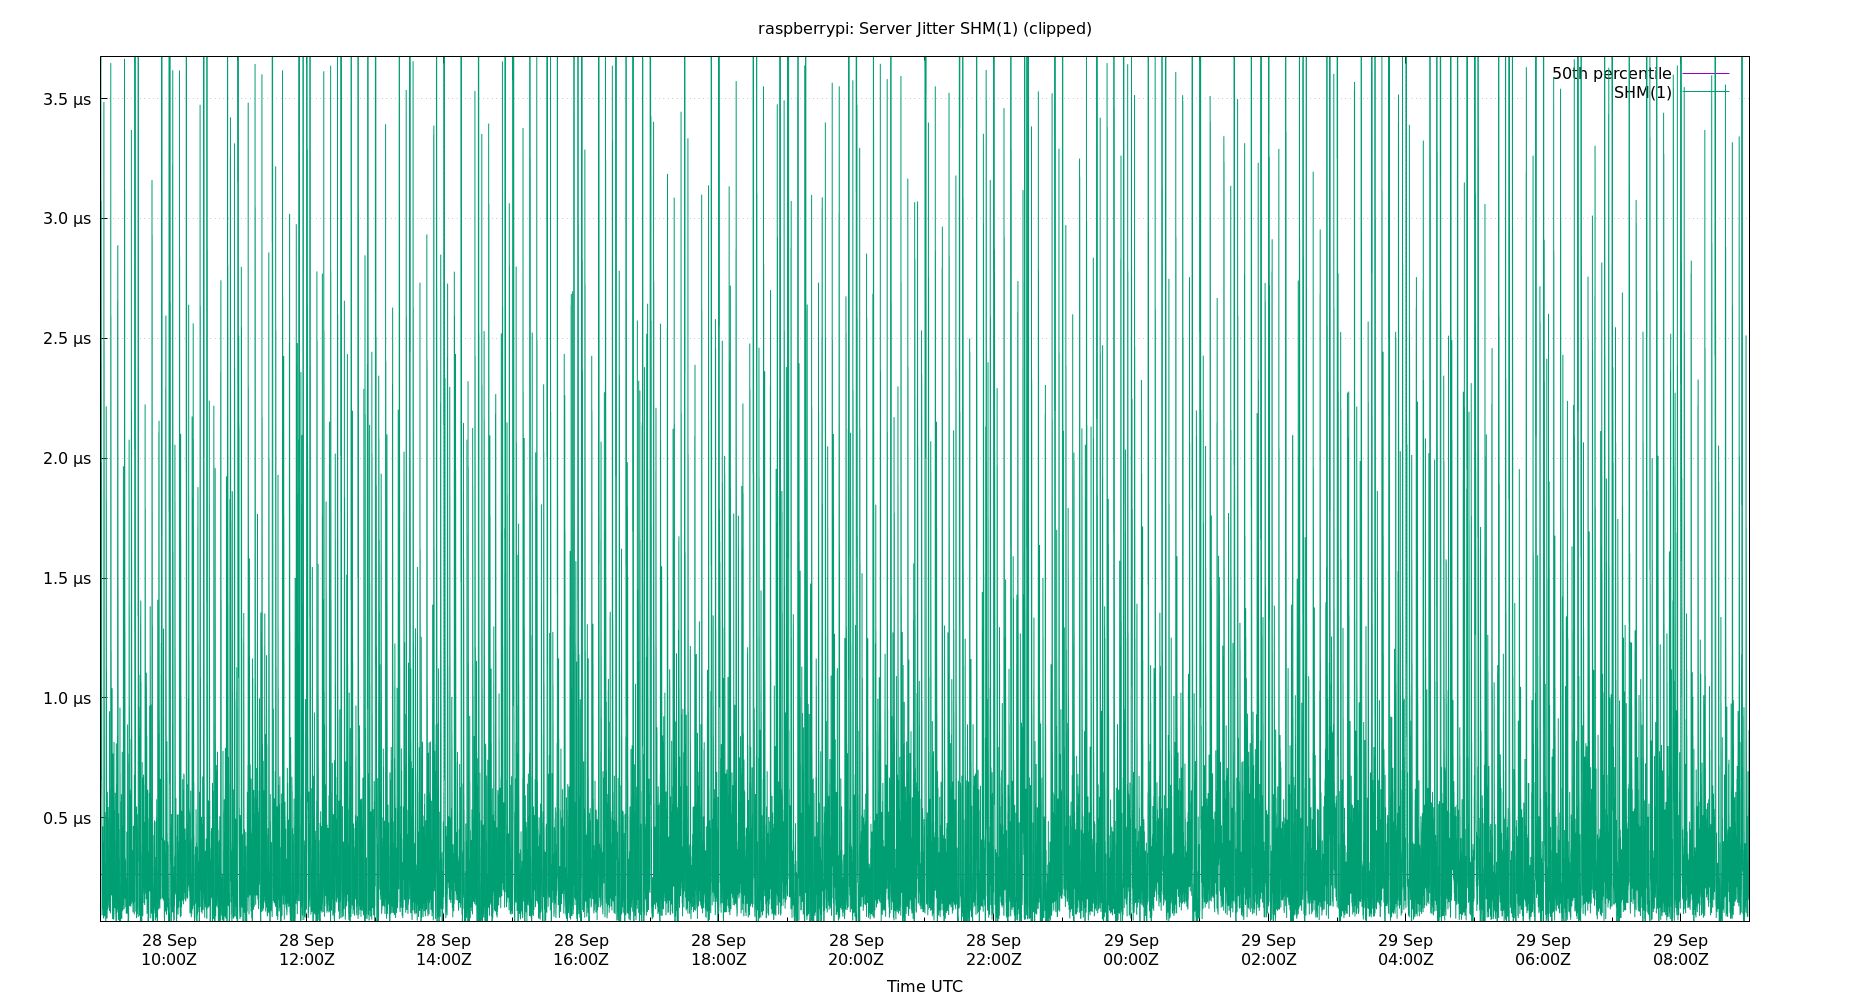 raspberrypi: Server Jitter SHM(1) (clipped)
50th percentile
SHM(1)
3.5 µs
3.0 µs
2.5 µs
2.0 µs
1.5 µs
1.0 µs
0.5 µs
28 Sep 28 Sep 28 Sep 28 Sep 28 Sep 28 Sep 28 Sep 29 Sep 29 Sep 29 Sep 29 Sep 29 Sep
10:00Z 12:00Z 14:00Z 16:00Z 18:00Z 20:00Z 22:00Z 00:00Z 02:00Z 04:00Z 06:00Z 08:00Z
Time UTC